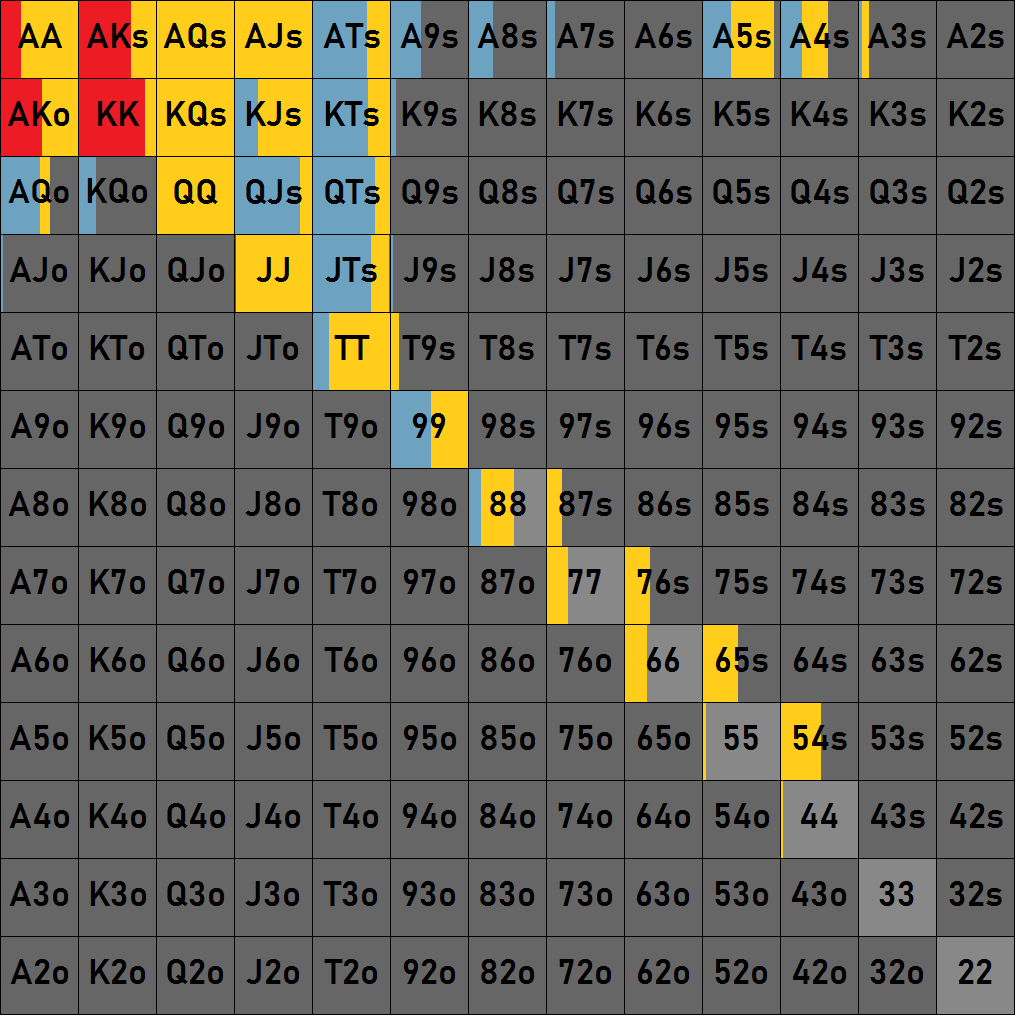 AA AKs AQs AJs ATs A9s A8s A7s A6s A5s A4s A3s A2s
AKo KK KQs KJs KTs K9s K8s K7s K6s K5s K4s K3s K2s
AQo KQo QQ QJs QTs Q9s Q8s Q7s Q6s Q5s Q4s Q3s Q2s
AJo KJo QJo JJ JTs J9s J8s J7s J6s J5s J4s J3s J2s
ATo KTo QTo JTo TT T9s T8s T7s T6s T5s T4s T3s T2s
A9o K9o Q9o J9o T9o 99 98s 97s 96s 95s 94s 93s 92s
A8o K8o Q8o J8o T8o 98o 88 87s 86s 85s 84s 83s 82s
A7o K7o Q7o J7o T7o 97o 87o 77 76s 75s 74s 73s 72s
A6o K6o Q6o J6o T6o 96o 86o 76o 66 65s 64s 63s 62s
A5o K5o Q5o J5o T5o 95o 85o 75o 65o 55 54s 53s 52s
A4o K4o Q4o J4o T4o 94o 84o 74o 64o 54o 44 43s 42s
A3o K3o Q3o J3o T3o 93o 83o 73o 63o 53o 43o 33 32s
A2o K2o Q2o J2o T2o 92o 82o 72o 62o 52o 42o 32o 22